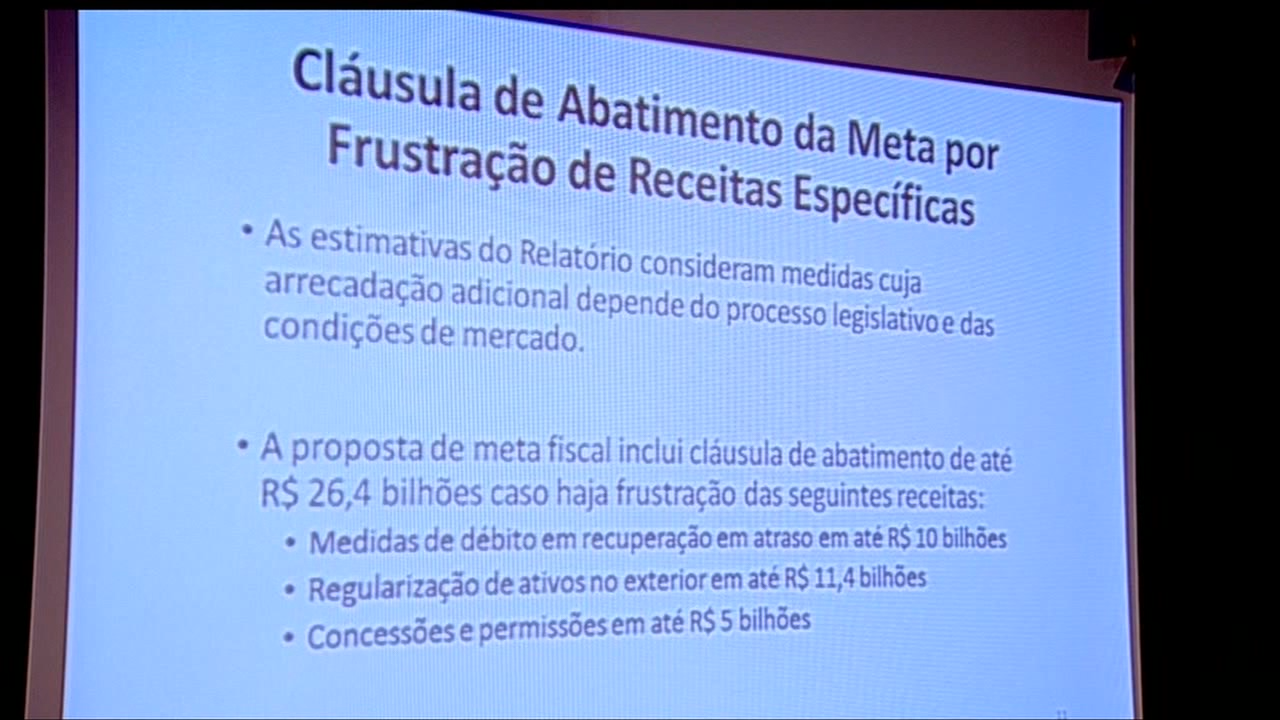 Cláusula de Abatimento da Meta por
Frustração de Receitas Específicas
• As estimativas do Relatório consideram medidas cuja
arrecadação adicional depende do processo legislativo e das
condições de mercado.
• A proposta de meta fiscal inclui cláusula de abatimento de até
R$ 26,4 bilhões caso haja frustração das seguintes receitas:
• Medidas de débito em recuperação em atraso em até R$ 10 bilhões
• Regularização de ativos no exterior em até R$ 11,4 bilhões
• Concessões e permissões em até R$ 5 bilhões